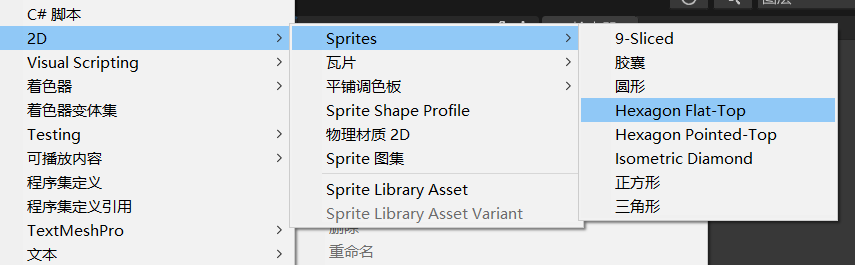 C# 脚本
2D
Visual Scripting
着色器
着色器变体集
Testing
可播放内容
程序集定义
程序集定义引用
TextMeshPro
文本
Sprites
瓦片
平铺调色板
Sprite Shape Profile
物理材质 2D
Sprite 图集
Sprite Library Asset
Sprite Library Asset Variant
删除
重命名
9-Sliced
胶囊
圆形
Hexagon Flat-Top
Hexagon Pointed-Top
Isometric Diamond
正方形
三角形